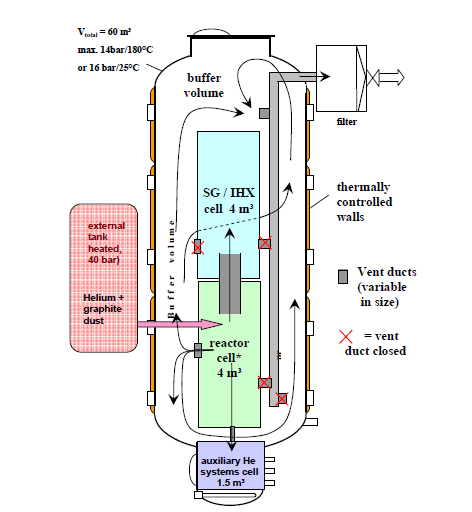 V total = 60 m³
max. 14bar/180°C
or 16 bar/25°C
buffer
volume
filter
SG / IHX
cell 4 m³
thermally
controlled
walls
external
tank
heated,
40 bar)
Buffer volume
Helium +
graphite
dust
Vent ducts
(variable
in size)
= vent
duct closed
reactor
cell*
4 m³
auxiliary He
systems cell
1.5 m³